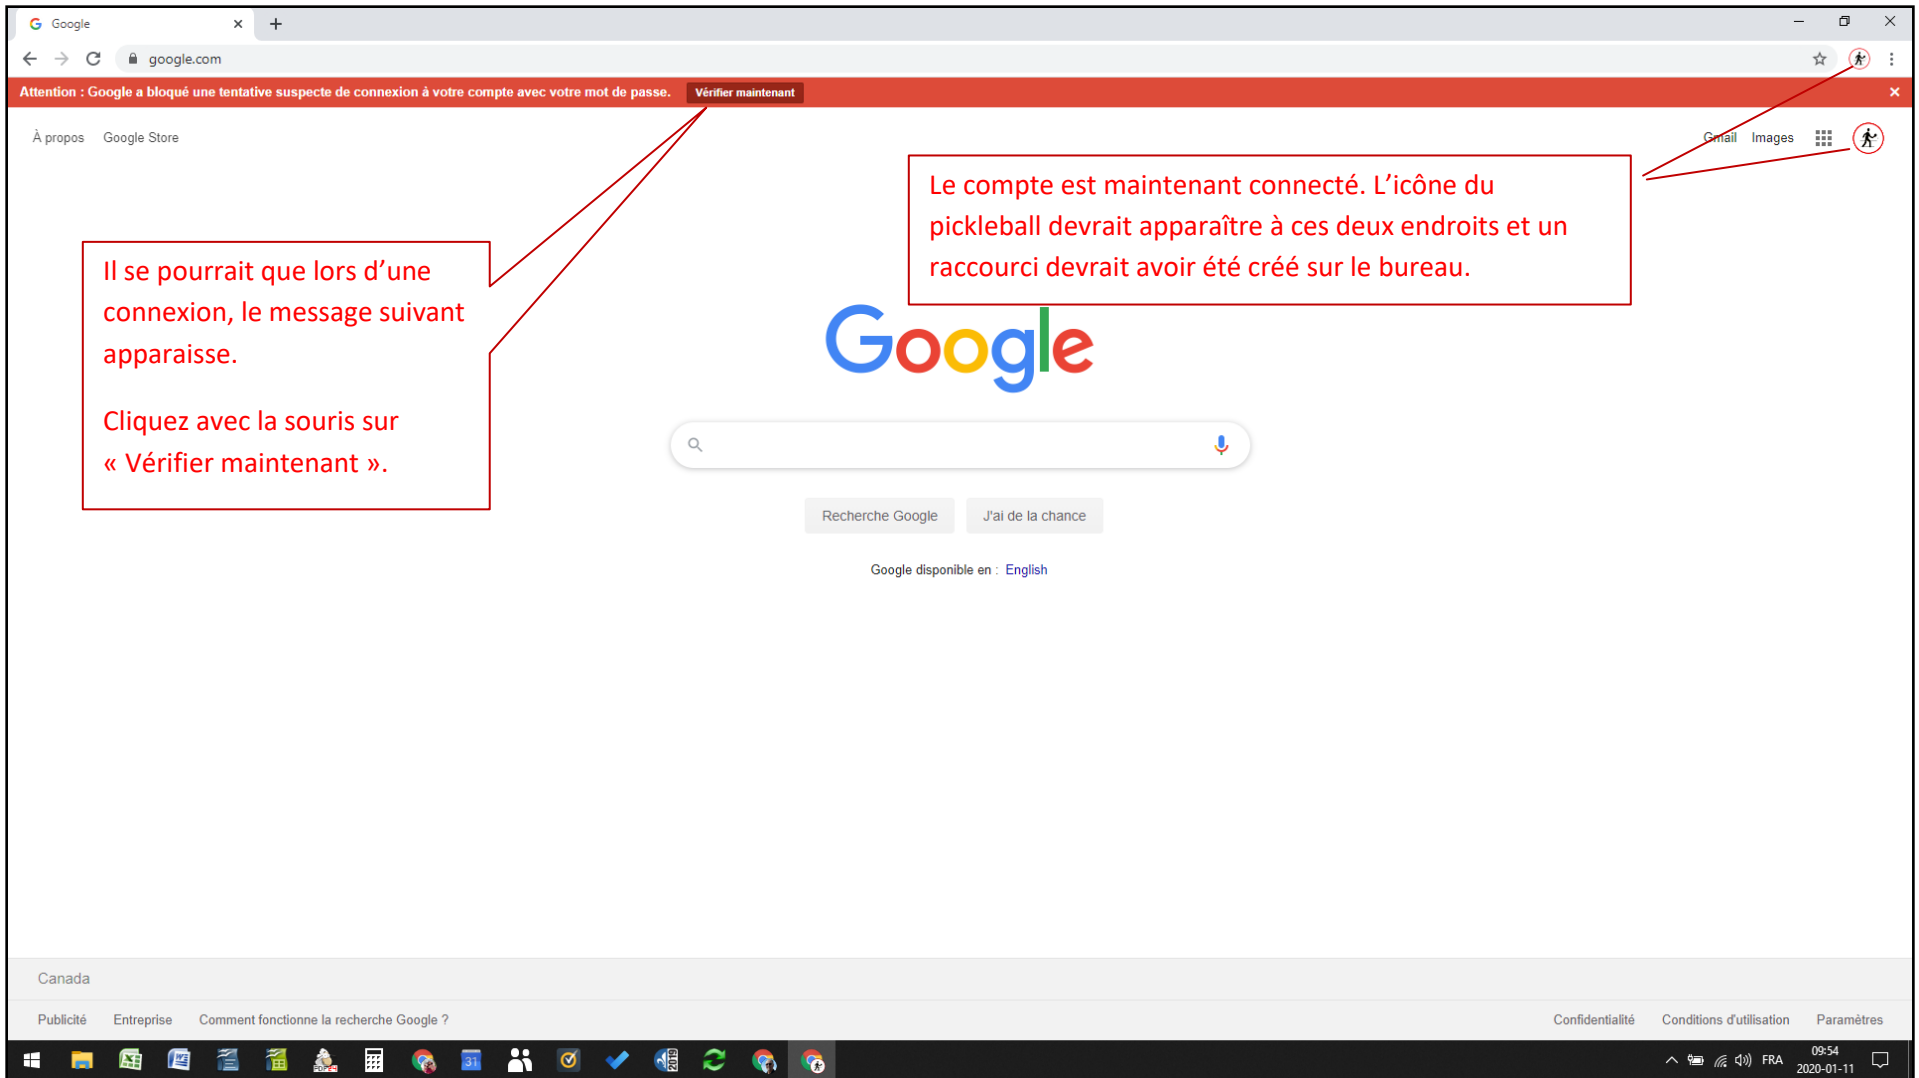 Google
google.com
Attention : Google a bloqué une tentative suspecte de connexion à votre compte avec votre mot de passe. Vérifier maintenant
À propos Google Store
Gmail Images
Le compte est maintenant connecté. L’icône du
pickleball devrait apparaître à ces deux endroits et un
raccourci devrait avoir été créé sur le bureau.
Il se pourrait que lors d’une
connexion, le message suivant
apparaisse.
Cliquez avec la souris sur
« Vérifier maintenant ».
Google
Recherche Google J'ai de la chance
Google disponible en : English
Canada
Publicité Entreprise Comment fonctionne la recherche Google ?
Confidentialité Conditions d'utilisation Paramètres
31
2019
FRA
09:54
2020-01-11